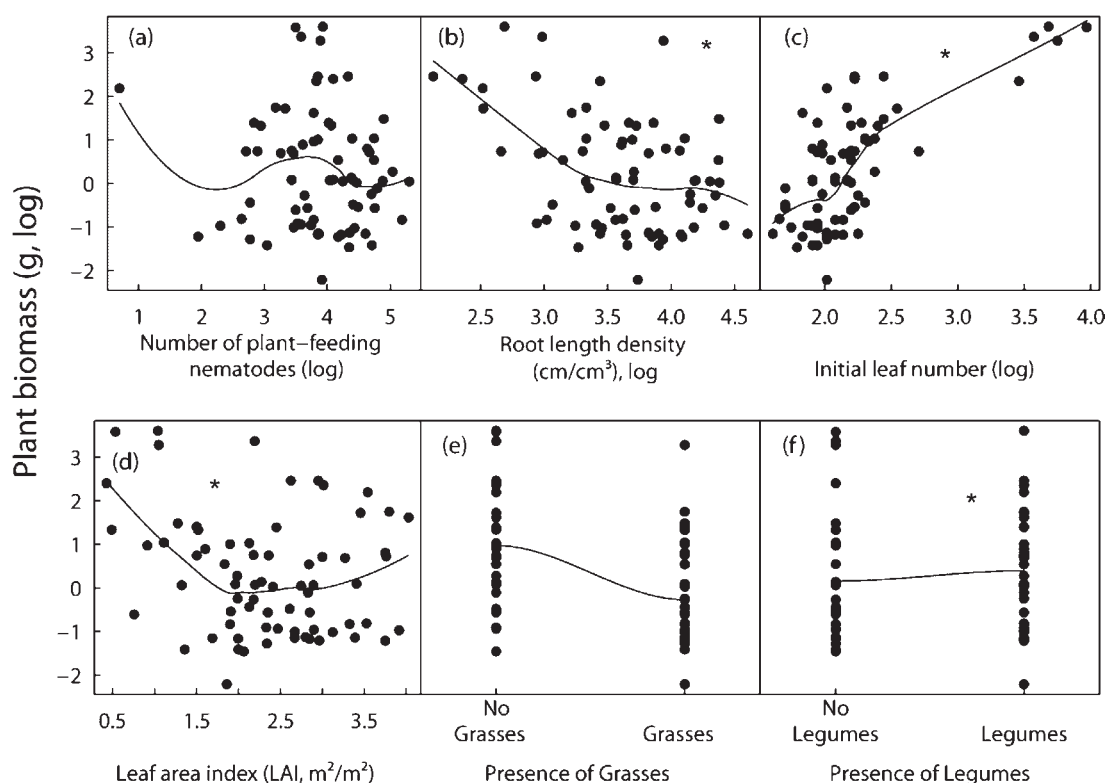 Plant biomass (g, log)
(a)
(b)
*
(c)
*
3
2
1
0
−1
−2
1 2 3 4 5
2.5 3.0 3.5 4.0 4.5
2.0 2.5 3.0 3.5 4.0
Number of plant−feeding
nematodes (log)
Root length density
(cm/cm³), log
Initial leaf number (log)
(d)
*
(e)
(f)
*
3
2
1
0
−1
−2
0.5 1.5 2.5 3.5
No
Grasses
Grasses
No
Legumes
Legumes
Leaf area index (LAI, m²/m²)
Presence of Grasses
Presence of Legumes